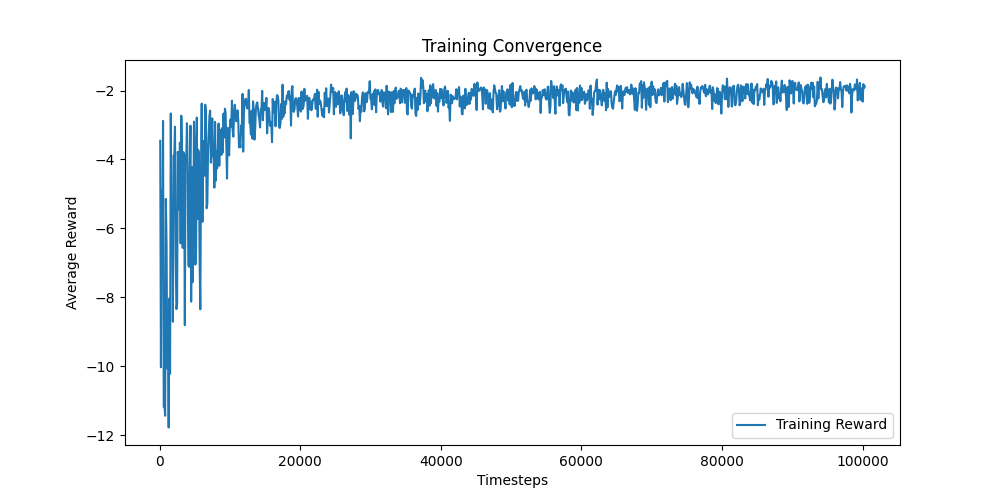 Training Convergence
Average Reward
−2
−4
−6
−8
−10
−12
Training Reward
0 20000 40000 60000 80000 100000
Timesteps